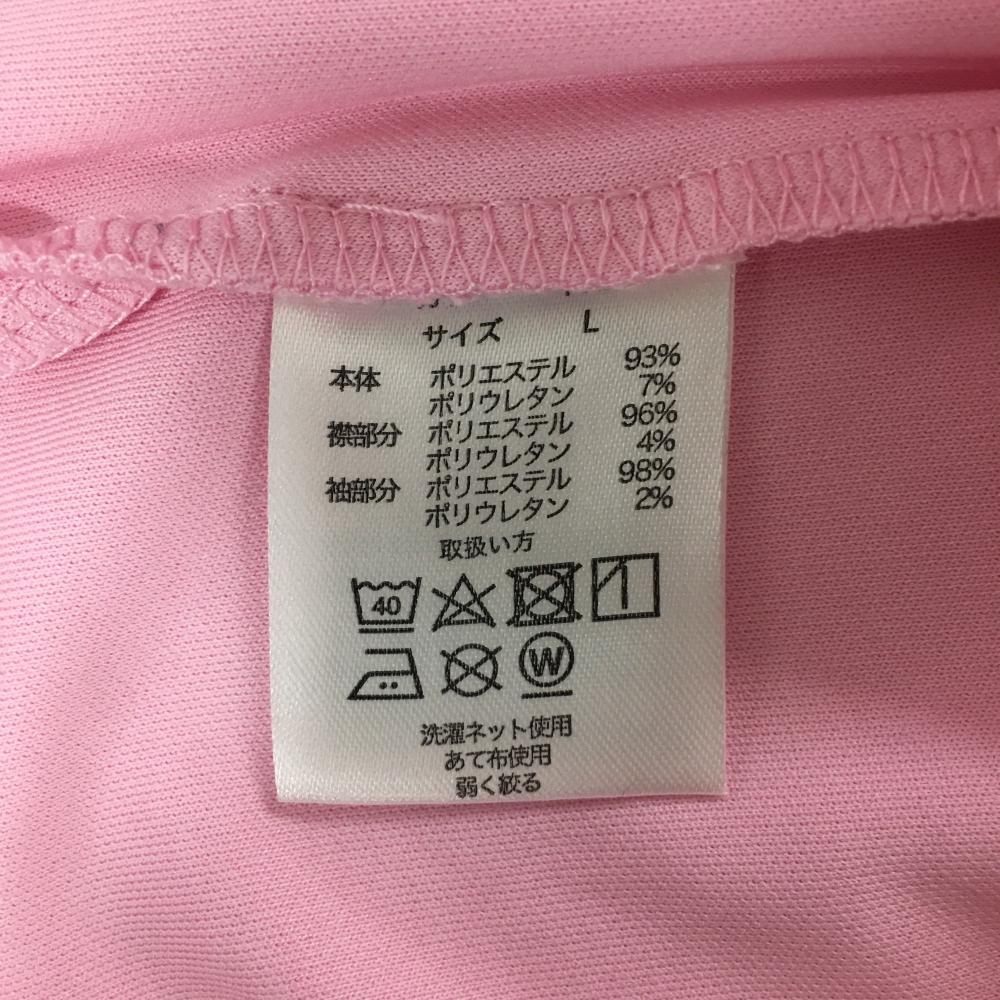 サイズ L
本体 ポリエステル 93%
ポリウレタン 7%
襟部分 ポリエステル 96%
ポリウレタン 4%
袖部分 ポリエステル 98%
ポリウレタン 2%
取扱い方
40
W
洗濯ネット使用
あて布使用
弱く絞る